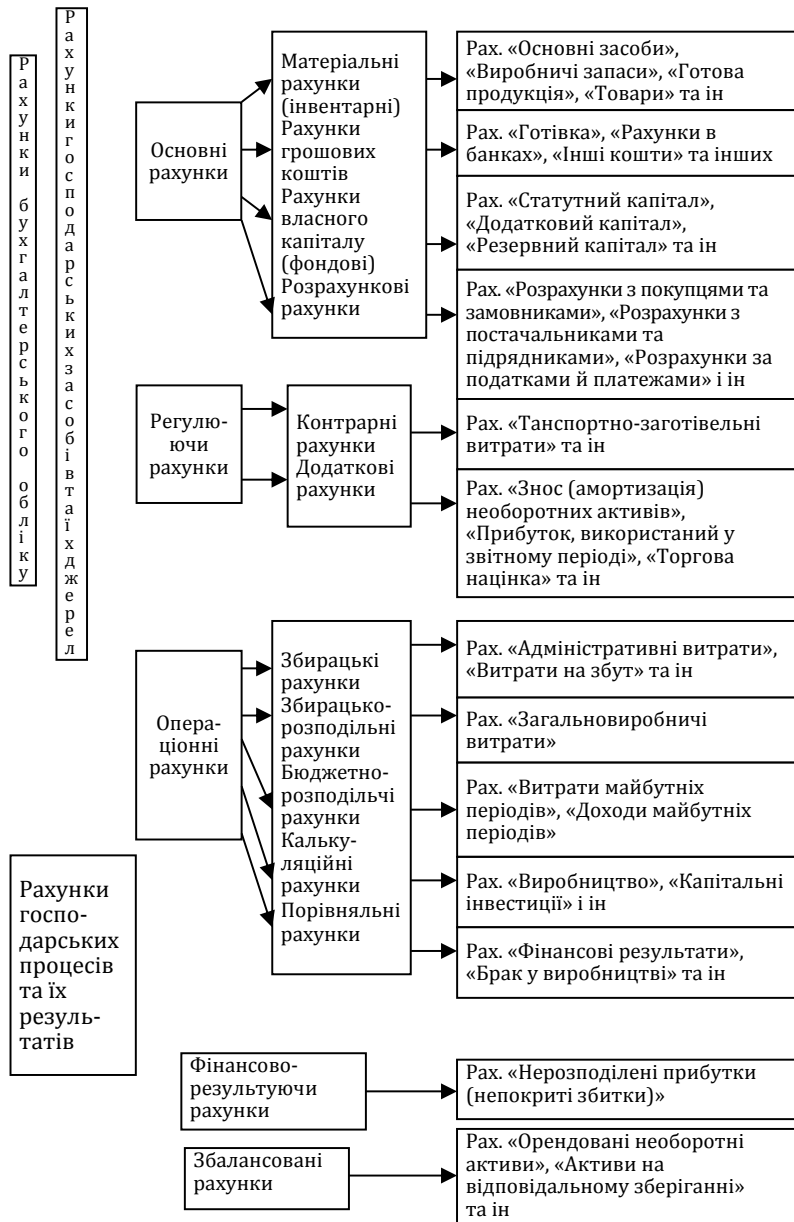 Рахунки бухгалтерського обліку
Рахунки господарських засобів та їх джерел
Основні
рахунки
Матеріальні
рахунки
(інвентарні)
Рахунки
грошових
коштів
Рахунки
власного
капіталу
(фондові)
Розрахункові
рахунки
Рах. «Основні засоби»,
«Виробничі запаси», «Готова
продукція», «Товари» та ін
Рах. «Готівка», «Рахунки в
банках», «Інші кошти» та інших
Рах. «Статутний капітал»,
«Додатковий капітал»,
«Резервний капітал» та ін
Рах. «Розрахунки з покупцями та
замовниками», «Розрахунки з
постачальниками та
підрядниками», «Розрахунки за
податками й платежами» і ін
Регулю-
ючи
рахунки
Контрарні
рахунки
Додаткові
рахунки
Рах. «Танспортно-заготівельні
витрати» та ін
Рах. «Знос (амортизація)
необоротних активів»,
«Прибуток, використаний у
звітному періоді», «Торгова
націнка» та ін
Опера-
ціонні
рахунки
Збирацькі
рахунки
Збирацько-
розподільні
рахунки
Бюджетно-
розподільчі
рахунки
Кальку-
ляційні
рахунки
Порівняльні
рахунки
Рах. «Адміністративні витрати»,
«Витрати на збут» та ін
Рах. «Загальновиробничі
витрати»
Рах. «Витрати майбутніх
періодів», «Доходи майбутніх
періодів»
Рах. «Виробництво», «Капітальні
інвестиції» і ін
Рах. «Фінансові результати»,
«Брак у виробництві» та ін
Рахунки
госпо-
дарських
процесів
та їх
резуль-
татів
Фінансово-
результуючи
рахунки
Рах. «Нерозподілені прибутки
(непокриті збитки)»
Збалансовані
рахунки
Рах. «Орендовані необоротні
активи», «Активи на
відповідальному зберіганні»
та ін